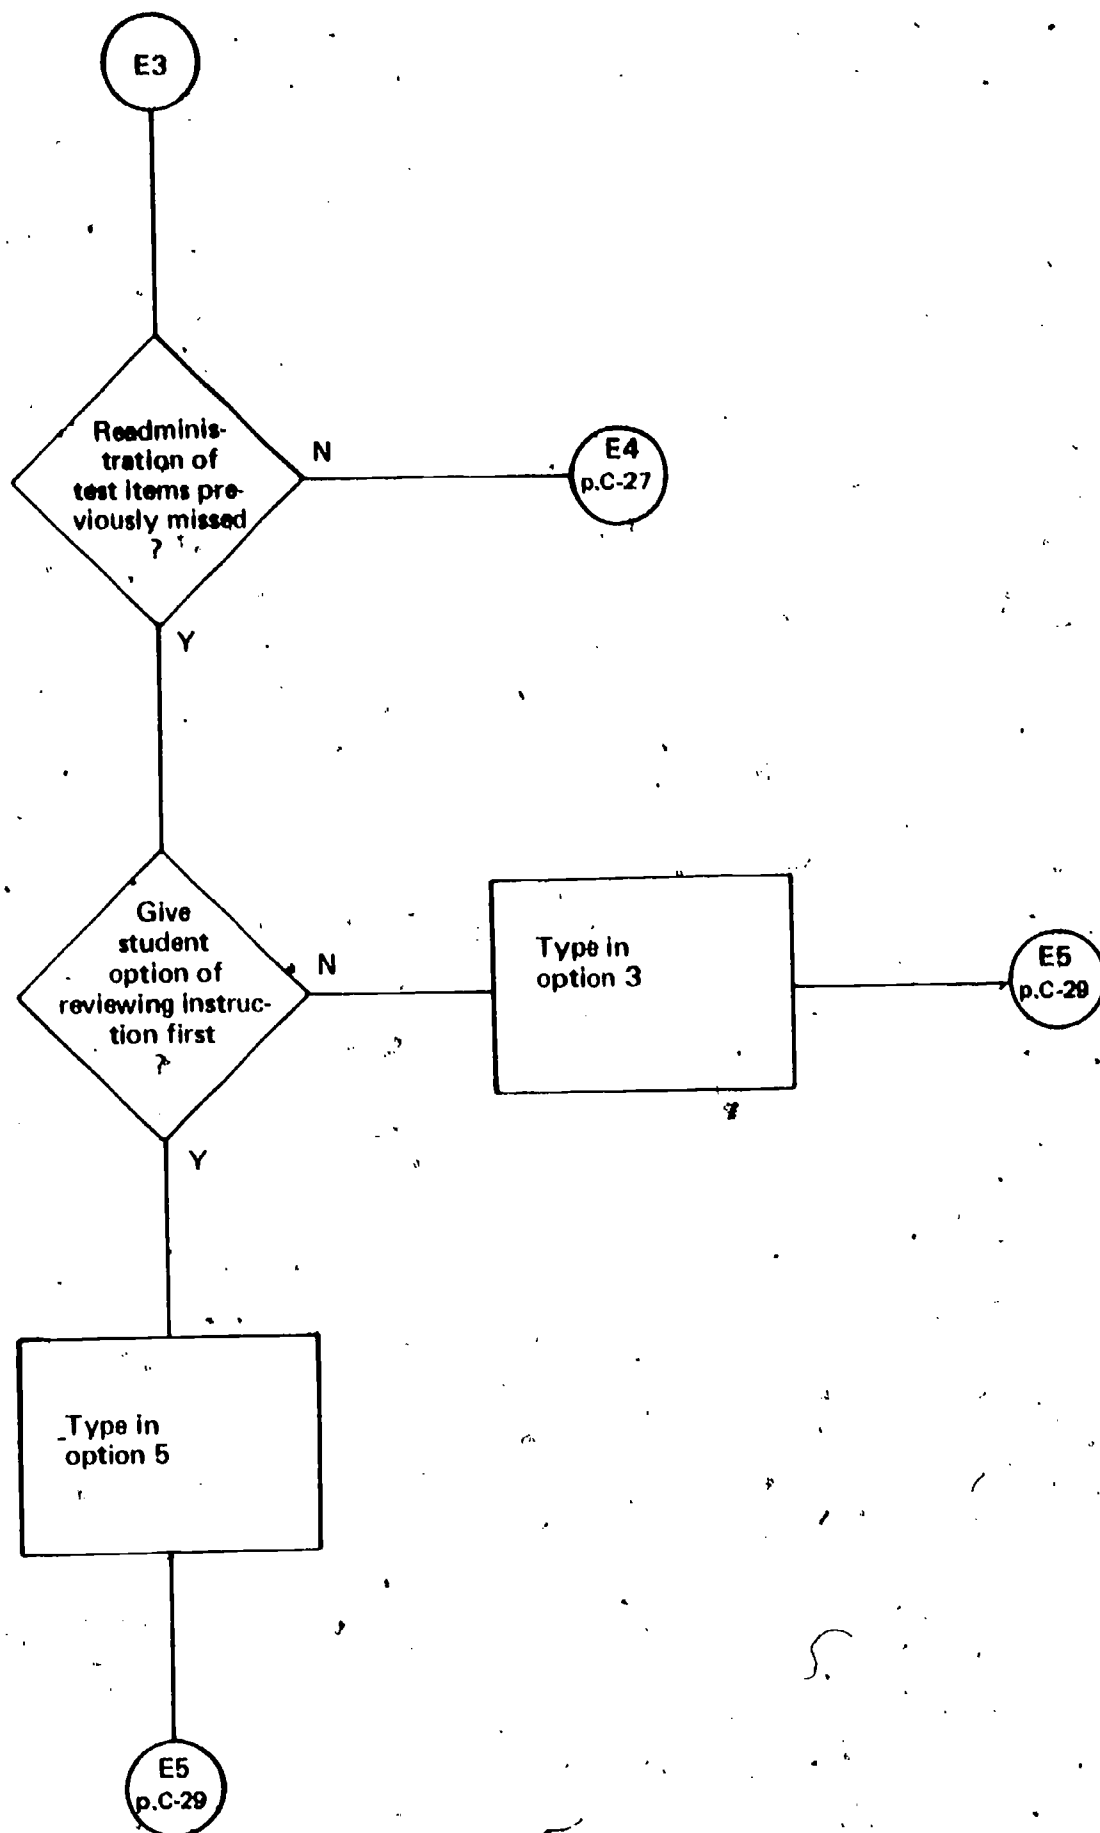 E3
Readminis-
tration of
test items pre-
viously missed
?
N
E4
p.C-27
Y
Give
student
option of
reviewing instruc-
tion first
?
N
Type in
option 3
E5
p.C-29
Y
Type in
option 5
E5
p.C-29